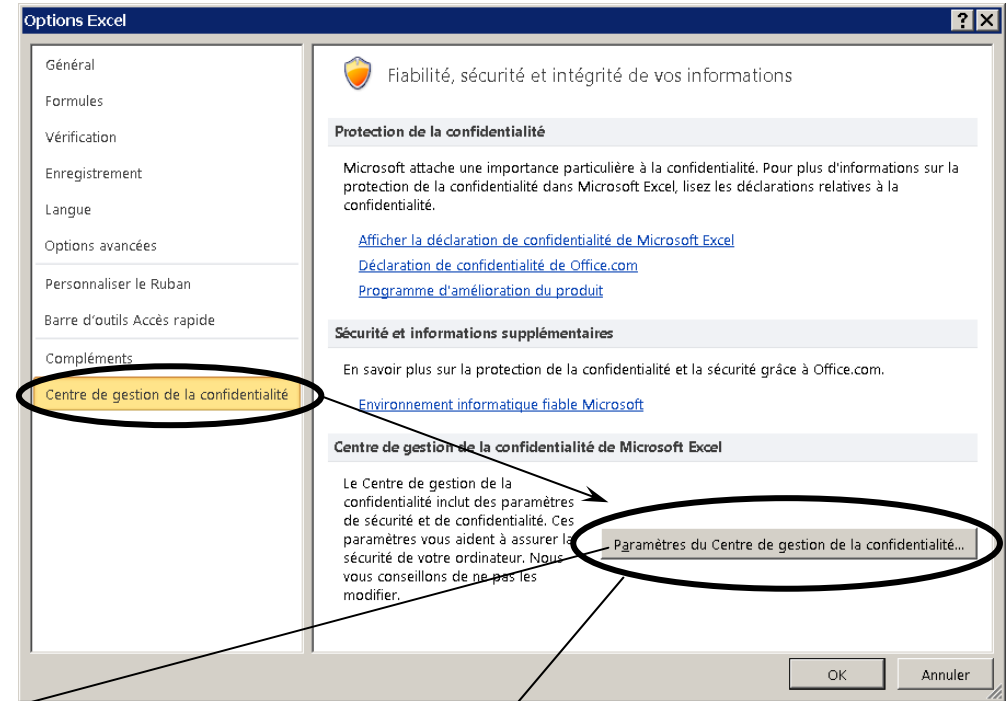 Options Excel
Général
Formules
Vérification
Enregistrement
Langue
Options avancées
Personnaliser le Ruban
Barre d'outils Accès rapide
Compléments
Centre de gestion de la confidentialité
Fiabilité, sécurité et intégrité de vos informations
Protection de la confidentialité
Microsoft attache une importance particulière à la confidentialité. Pour plus d'informations sur la
protection de la confidentialité dans Microsoft Excel, lisez les déclarations relatives à la
confidentialité.
Afficher la déclaration de confidentialité de Microsoft Excel
Déclaration de confidentialité de Office.com
Programme d'amélioration du produit
Sécurité et informations supplémentaires
En savoir plus sur la protection de la confidentialité et la sécurité grâce à Office.com.
Environnement informatique fiable Microsoft
Centre de gestion de la confidentialité de Microsoft Excel
Le Centre de gestion de la
confidentialité inclut des paramètres
de sécurité et de confidentialité. Ces
paramètres vous aident à assurer la
sécurité de votre ordinateur. Nous
vous conseillons de ne pas les
modifier.
Paramètres du Centre de gestion de la confidentialité...
OK
Annuler